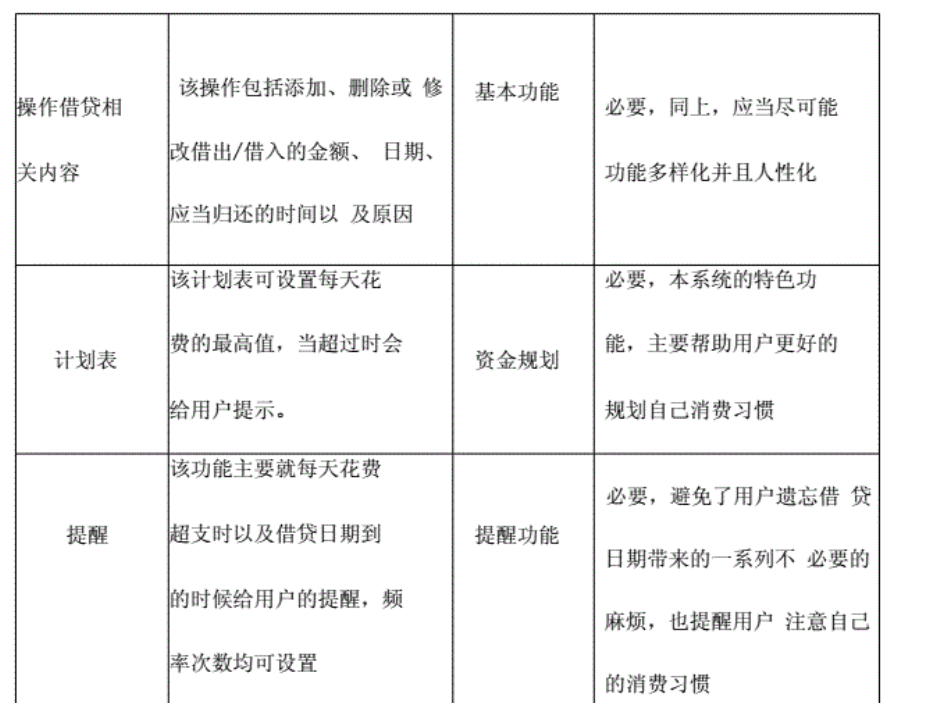 操作借贷相
关内容
该操作包括添加、删除或 修
改借出/借入的金额、 日期、
应当归还的时间以 及原因
基本功能
必要，同上，应当尽可能
功能多样化并且人性化
计划表
该计划表可设置每天花
费的最高值，当超过时会
给用户提示。
资金规划
必要，本系统的特色功
能，主要帮助用户更好的
规划自己消费习惯
提醒
该功能主要就每天花费
超支时以及借贷日期到
的时候给用户的提醒，频
率次数均可设置
提醒功能
必要，避免了用户遗忘借 贷
日期带来的一系列不 必要的
麻烦，也提醒用户 注意自己
的消费习惯